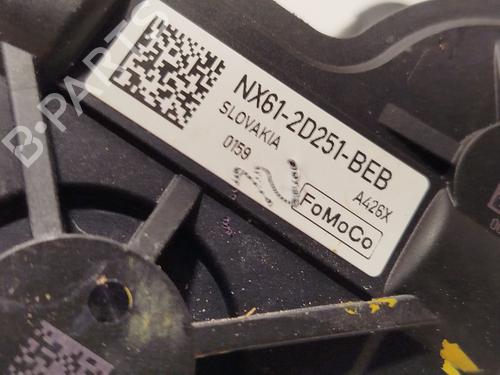 NX61-2D251-BEB
SLOVAKIA
0159
A426X
FoMoCo
B-PARTS